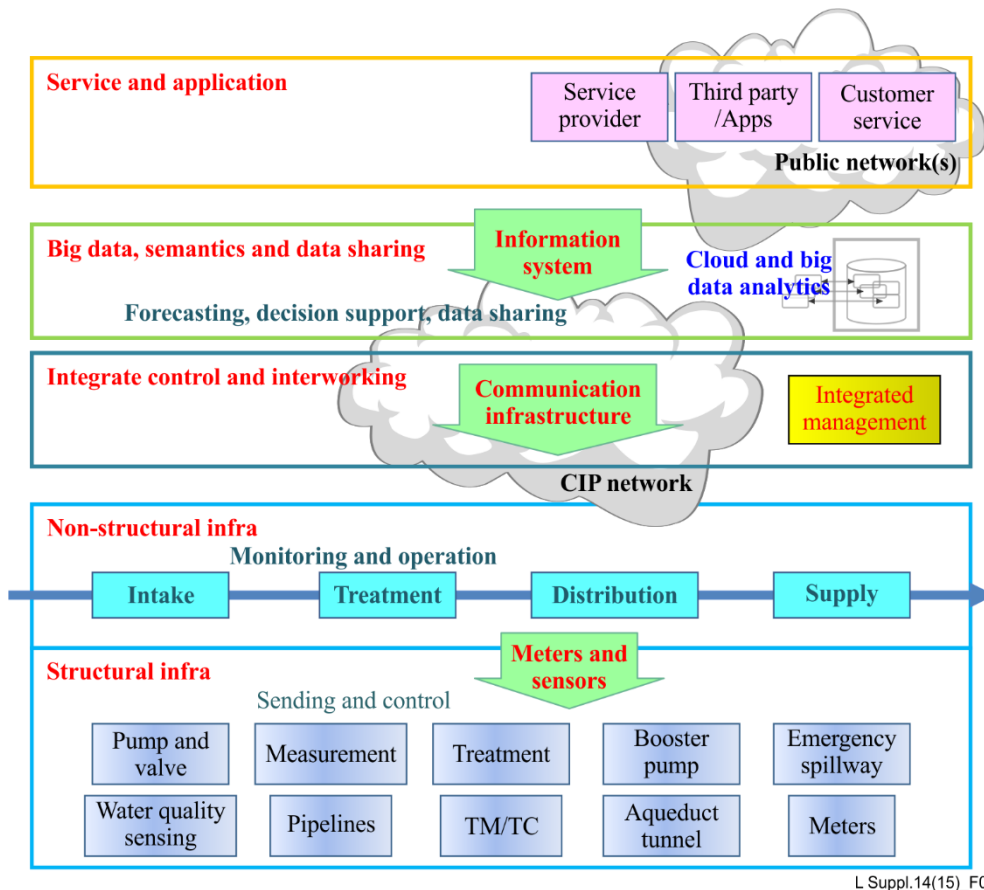 Service and application
Service
provider
Third party
/Apps
Customer
service
Public network(s)
Big data, semantics and data sharing
Information
system
Cloud and big
data analytics
Forecasting, decision support, data sharing
Integrate control and interworking
Communication
infrastructure
Integrated
management
CIP network
Non-structural infra
Monitoring and operation
Intake
Treatment
Distribution
Supply
Structural infra
Meters and
sensors
Sending and control
Pump and
valve
Measurement
Treatment
Booster
pump
Emergency
spillway
Water quality
sensing
Pipelines
TM/TC
Aqueduct
tunnel
Meters
L Suppl.14(15)_F0